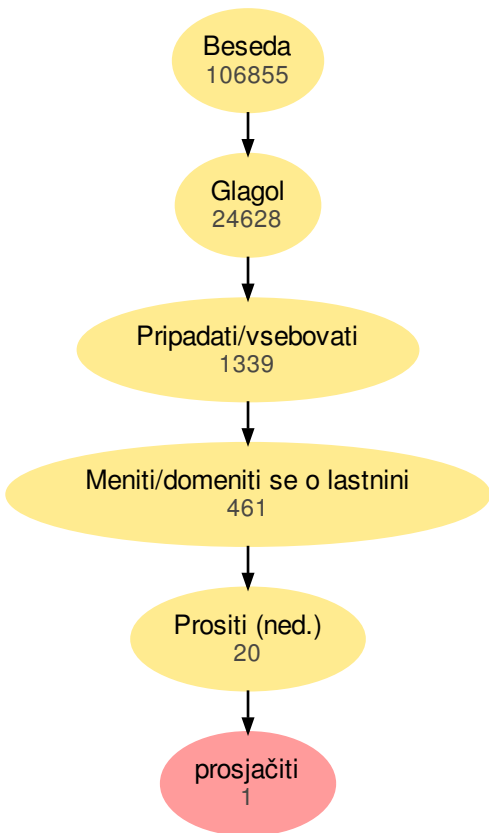 Beseda
106855
Glagol
24628
Pripadati/vsebovati
1339
Meniti/domeniti se o lastnini
461
Prositi (ned.)
20
prosjačiti
1